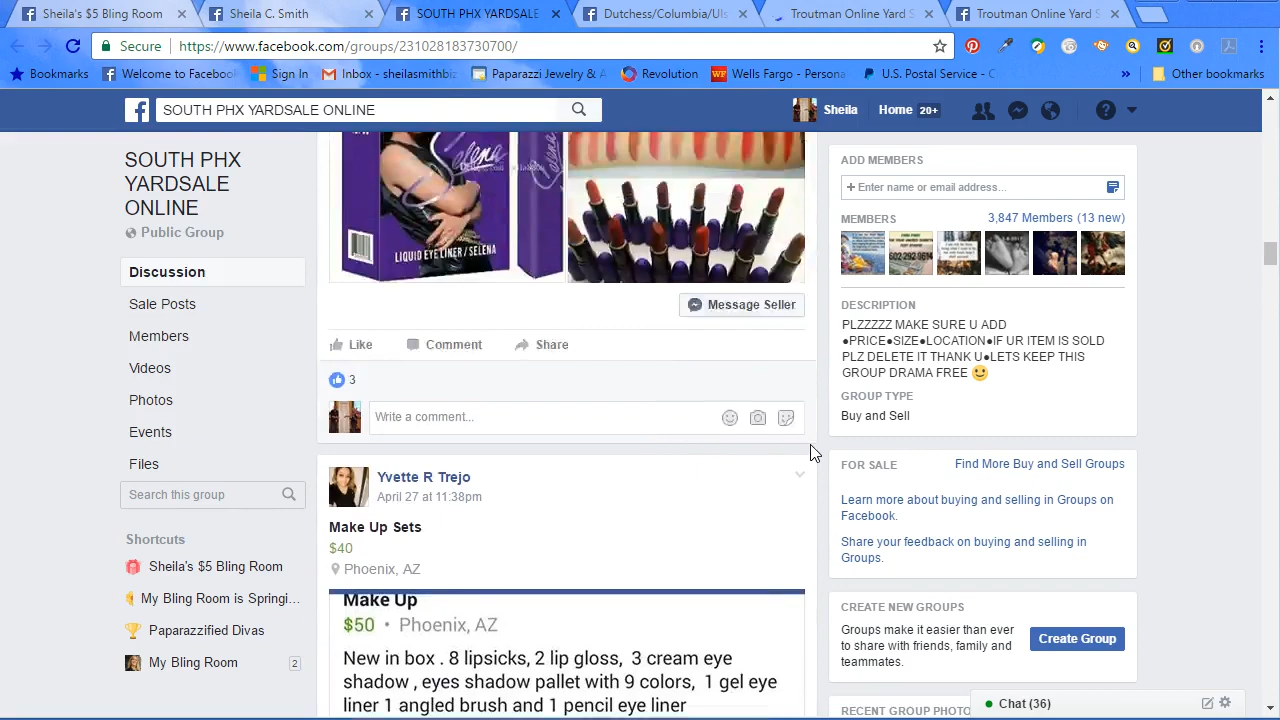 Sheila's $5 Bling Room
Sheila C. Smith
SOUTH PHX YARDSALE
Dutchess/Columbia/Uls
Troutman Online Yard S
Troutman Online Yard S
Secure
https://www.facebook.com/groups/231028183730700/
Bookmarks
Welcome to Facebook
Sign In
Inbox - sheilasmithbiz
Paparazzi Jewelry & A
Revolution
Wells Fargo - Persona
U.S. Postal Service - C
»
Other bookmarks
SOUTH PHX YARDSALE ONLINE
Sheila
Home 20+
SOUTH PHX
YARDSALE
ONLINE
Public Group
Discussion
Sale Posts
Members
Videos
Photos
Events
Files
Search this group
Shortcuts
Sheila's $5 Bling Room
My Bling Room is Springi...
Paparazzified Divas
My Bling Room 2
Selena
LIQUID EYELINER/SELENA
Message Seller
Like Comment Share
3
Write a comment...
Yvette R Trejo
April 27 at 11:38pm
Make Up Sets
$40
Phoenix, AZ
Make Up
$50 • Phoenix, AZ
New in box . 8 lipsicks, 2 lip gloss, 3 cream eye
shadow , eyes shadow pallet with 9 colors, 1 gel eye
liner 1 angled brush and 1 pencil eye liner
ADD MEMBERS
+ Enter name or email address...
MEMBERS 3,847 Members (13 new)
DESCRIPTION
PLZZZZZ MAKE SURE U ADD
●PRICE●SIZE●LOCATION●IF UR ITEM IS SOLD
PLZ DELETE IT THANK U●LETS KEEP THIS
GROUP DRAMA FREE 🙂
GROUP TYPE
Buy and Sell
FOR SALE Find More Buy and Sell Groups
Learn more about buying and selling in Groups on
Facebook.
Share your feedback on buying and selling in
Groups.
CREATE NEW GROUPS
Groups make it easier than ever
to share with friends, family and
teammates.
Create Group
RECENT GROUP PHOTO
Chat (36)